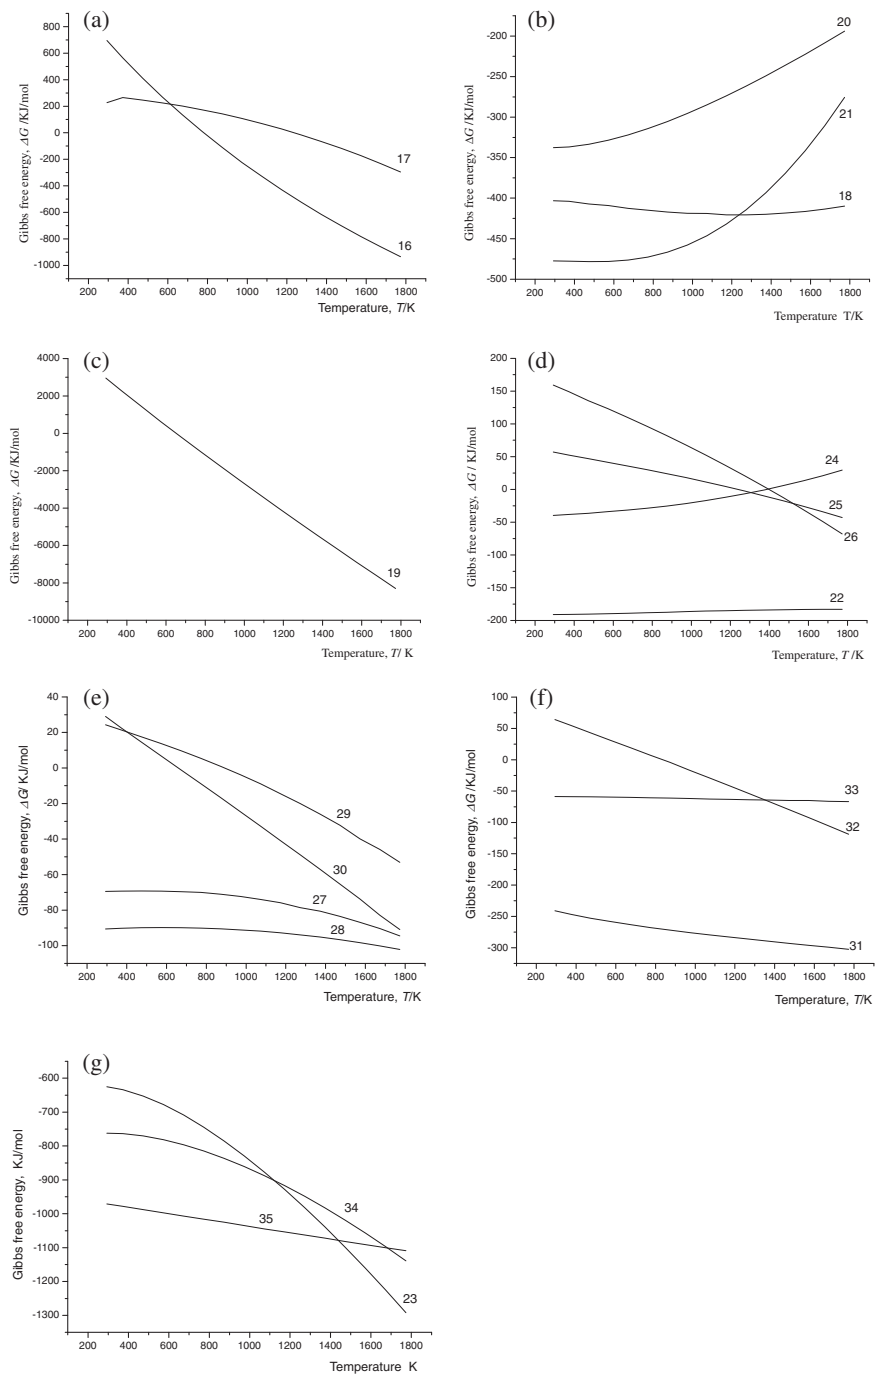 (a)
800
600
400
200
0
-200
-400
-600
-800
-1000
Gibbs free energy, ΔG /KJ/mol
17
16
200 400 600 800 1000 1200 1400 1600 1800
Temperature, T/K
(b)
-200
-250
-300
-350
-400
-450
-500
Gibbs free energy, ΔG /KJ/mol
20
21
18
200 400 600 800 1000 1200 1400 1600 1800
Temperature T/K
(c)
4000
2000
0
-2000
-4000
-6000
-8000
-10000
Gibbs free energy, ΔG /KJ/mol
19
200 400 600 800 1000 1200 1400 1600 1800
Temperature, T/ K
(d)
200
150
100
50
0
-50
-100
-150
-200
Gibbs free energy, ΔG / KJ/mol
24
25
26
22
200 400 600 800 1000 1200 1400 1600 1800
Temperature, T /K
(e)
40
20
0
-20
-40
-60
-80
-100
Gibbs free energy, ΔG/ KJ/mol
29
30
27
28
200 400 600 800 1000 1200 1400 1600 1800
Temperature, T/K
(f)
100
50
0
-50
-100
-150
-200
-250
-300
Gibbs free energy, ΔG /KJ/mol
33
32
31
200 400 600 800 1000 1200 1400 1600 1800
Temperature, T/K
(g)
-600
-700
-800
-900
-1000
-1100
-1200
-1300
Gibbs free energy, KJ/mol
34
35
23
200 400 600 800 1000 1200 1400 1600 1800
Temperature K